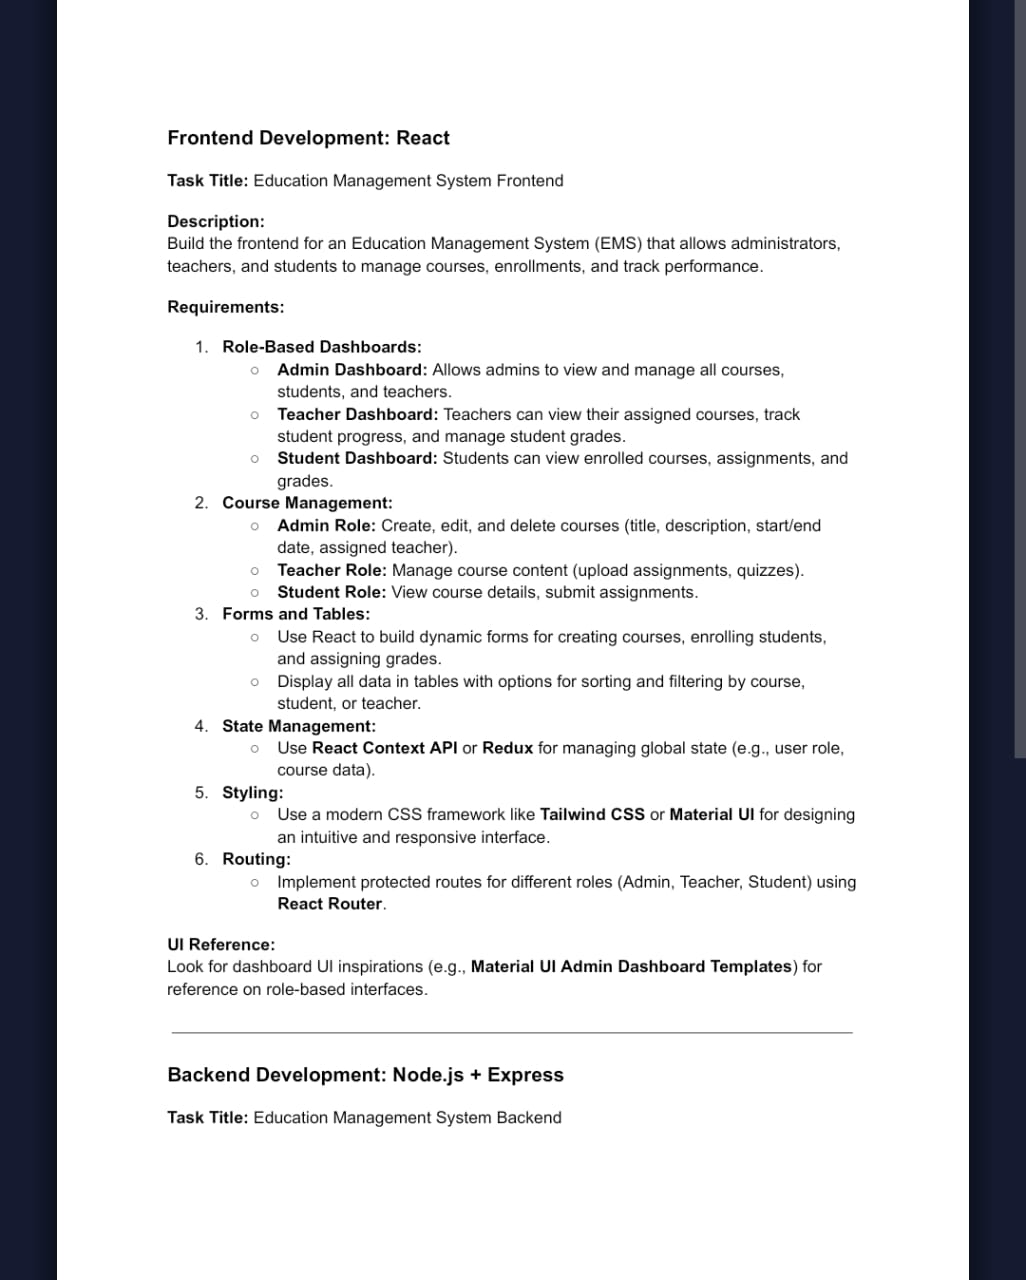 Frontend Development: React
Task Title: Education Management System Frontend
Description:
Build the frontend for an Education Management System (EMS) that allows administrators,
teachers, and students to manage courses, enrollments, and track performance.
Requirements:
1. Role-Based Dashboards:
○ Admin Dashboard: Allows admins to view and manage all courses,
students, and teachers.
○ Teacher Dashboard: Teachers can view their assigned courses, track
student progress, and manage student grades.
○ Student Dashboard: Students can view enrolled courses, assignments, and
grades.
2. Course Management:
○ Admin Role: Create, edit, and delete courses (title, description, start/end
date, assigned teacher).
○ Teacher Role: Manage course content (upload assignments, quizzes).
○ Student Role: View course details, submit assignments.
3. Forms and Tables:
○ Use React to build dynamic forms for creating courses, enrolling students,
and assigning grades.
○ Display all data in tables with options for sorting and filtering by course,
student, or teacher.
4. State Management:
○ Use React Context API or Redux for managing global state (e.g., user role,
course data).
5. Styling:
○ Use a modern CSS framework like Tailwind CSS or Material UI for designing
an intuitive and responsive interface.
6. Routing:
○ Implement protected routes for different roles (Admin, Teacher, Student) using
React Router.
UI Reference:
Look for dashboard UI inspirations (e.g., Material UI Admin Dashboard Templates) for
reference on role-based interfaces.
Backend Development: Node.js + Express
Task Title: Education Management System Backend